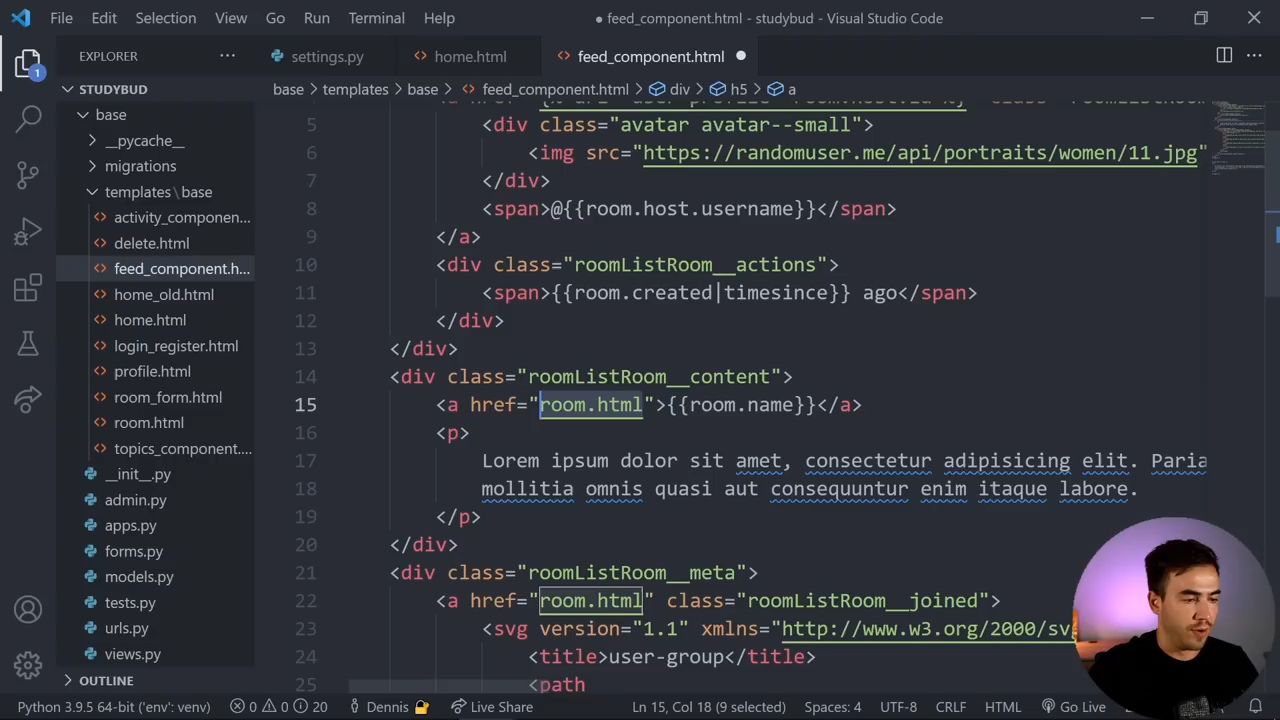 File Edit Selection View Go Run Terminal Help
● feed_component.html - studybud - Visual Studio Code
EXPLORER ···
settings.py
home.html
feed_component.html
1
STUDYBUD
base
__pycache__
migrations
templates\base
activity_componen...
delete.html
feed_component.h...
home_old.html
home.html
login_register.html
profile.html
room_form.html
room.html
topics_component....
__init__.py
admin.py
apps.py
forms.py
models.py
tests.py
urls.py
views.py
OUTLINE
base > templates > base > feed_component.html > div > h5 > a
5 <div class="avatar avatar--small">
6 <img src="https://randomuser.me/api/portraits/women/11.jpg"
7 </div>
8 <span>@{{room.host.username}}</span>
9 </a>
10 <div class="roomListRoom__actions">
11 <span>{{room.created|timesince}} ago</span>
12 </div>
13 </div>
14 <div class="roomListRoom__content">
15 <a href="room.html">{{room.name}}</a>
16 <p>
17 Lorem ipsum dolor sit amet, consectetur adipisicing elit. Paria
18 mollitia omnis quasi aut consequuntur enim itaque labore.
19 </p>
20 </div>
21 <div class="roomListRoom__meta">
22 <a href="room.html" class="roomListRoom__joined">
23 <svg version="1.1" xmlns="http://www.w3.org/2000/sv
24 <title>user-group</title>
25 <path
Python 3.9.5 64-bit ('env': venv) 0 0 20 Dennis Live Share Ln 15, Col 18 (9 selected) Spaces: 4 UTF-8 CRLF HTML Go Live